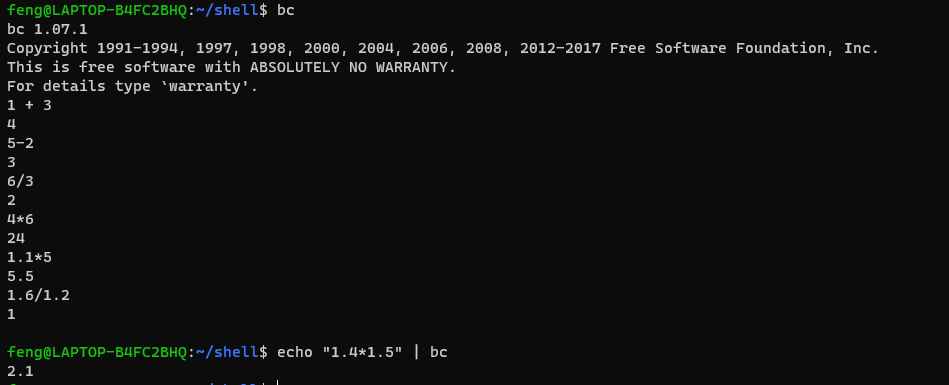 feng@LAPTOP-B4FC2BHQ:~/shell$ bc
bc 1.07.1
Copyright 1991-1994, 1997, 1998, 2000, 2004, 2006, 2008, 2012-2017 Free Software Foundation, Inc.
This is free software with ABSOLUTELY NO WARRANTY.
For details type `warranty'.
1 + 3
4
5-2
3
6/3
2
4*6
24
1.1*5
5.5
1.6/1.2
1
feng@LAPTOP-B4FC2BHQ:~/shell$ echo "1.4*1.5" | bc
2.1